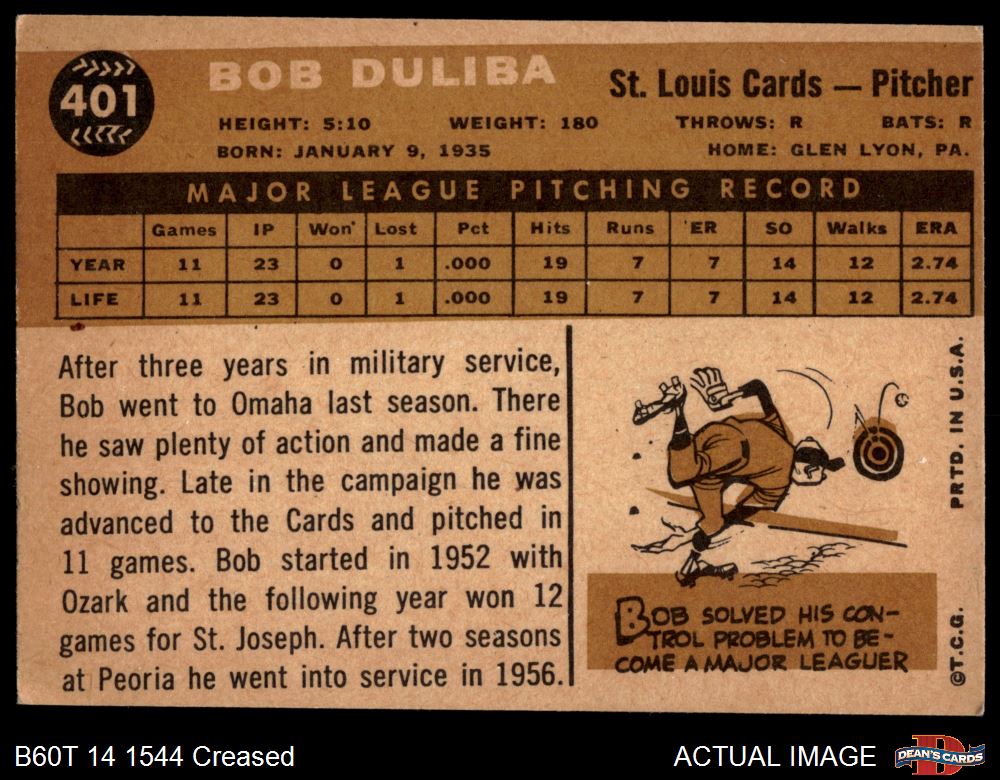 401
BOB DULIBA
St. Louis Cards — Pitcher
HEIGHT: 5:10 WEIGHT: 180 THROWS: R BATS: R
BORN: JANUARY 9, 1935 HOME: GLEN LYON, PA.
MAJOR LEAGUE PITCHING RECORD
Games IP Won Lost Pct Hits Runs ER SO Walks ERA
YEAR 11 23 0 1 .000 19 7 7 14 12 2.74
LIFE 11 23 0 1 .000 19 7 7 14 12 2.74
After three years in military service,
Bob went to Omaha last season. There
he saw plenty of action and made a fine
showing. Late in the campaign he was
advanced to the Cards and pitched in
11 games. Bob started in 1952 with
Ozark and the following year won 12
games for St. Joseph. After two seasons
at Peoria he went into service in 1956.
BOB SOLVED HIS CON-
TROL PROBLEM TO BE-
COME A MAJOR LEAGUER
©T.C.G. PRTD. IN U.S.A.
B60T 14 1544 Creased
ACTUAL IMAGE
DEAN'S CARDS